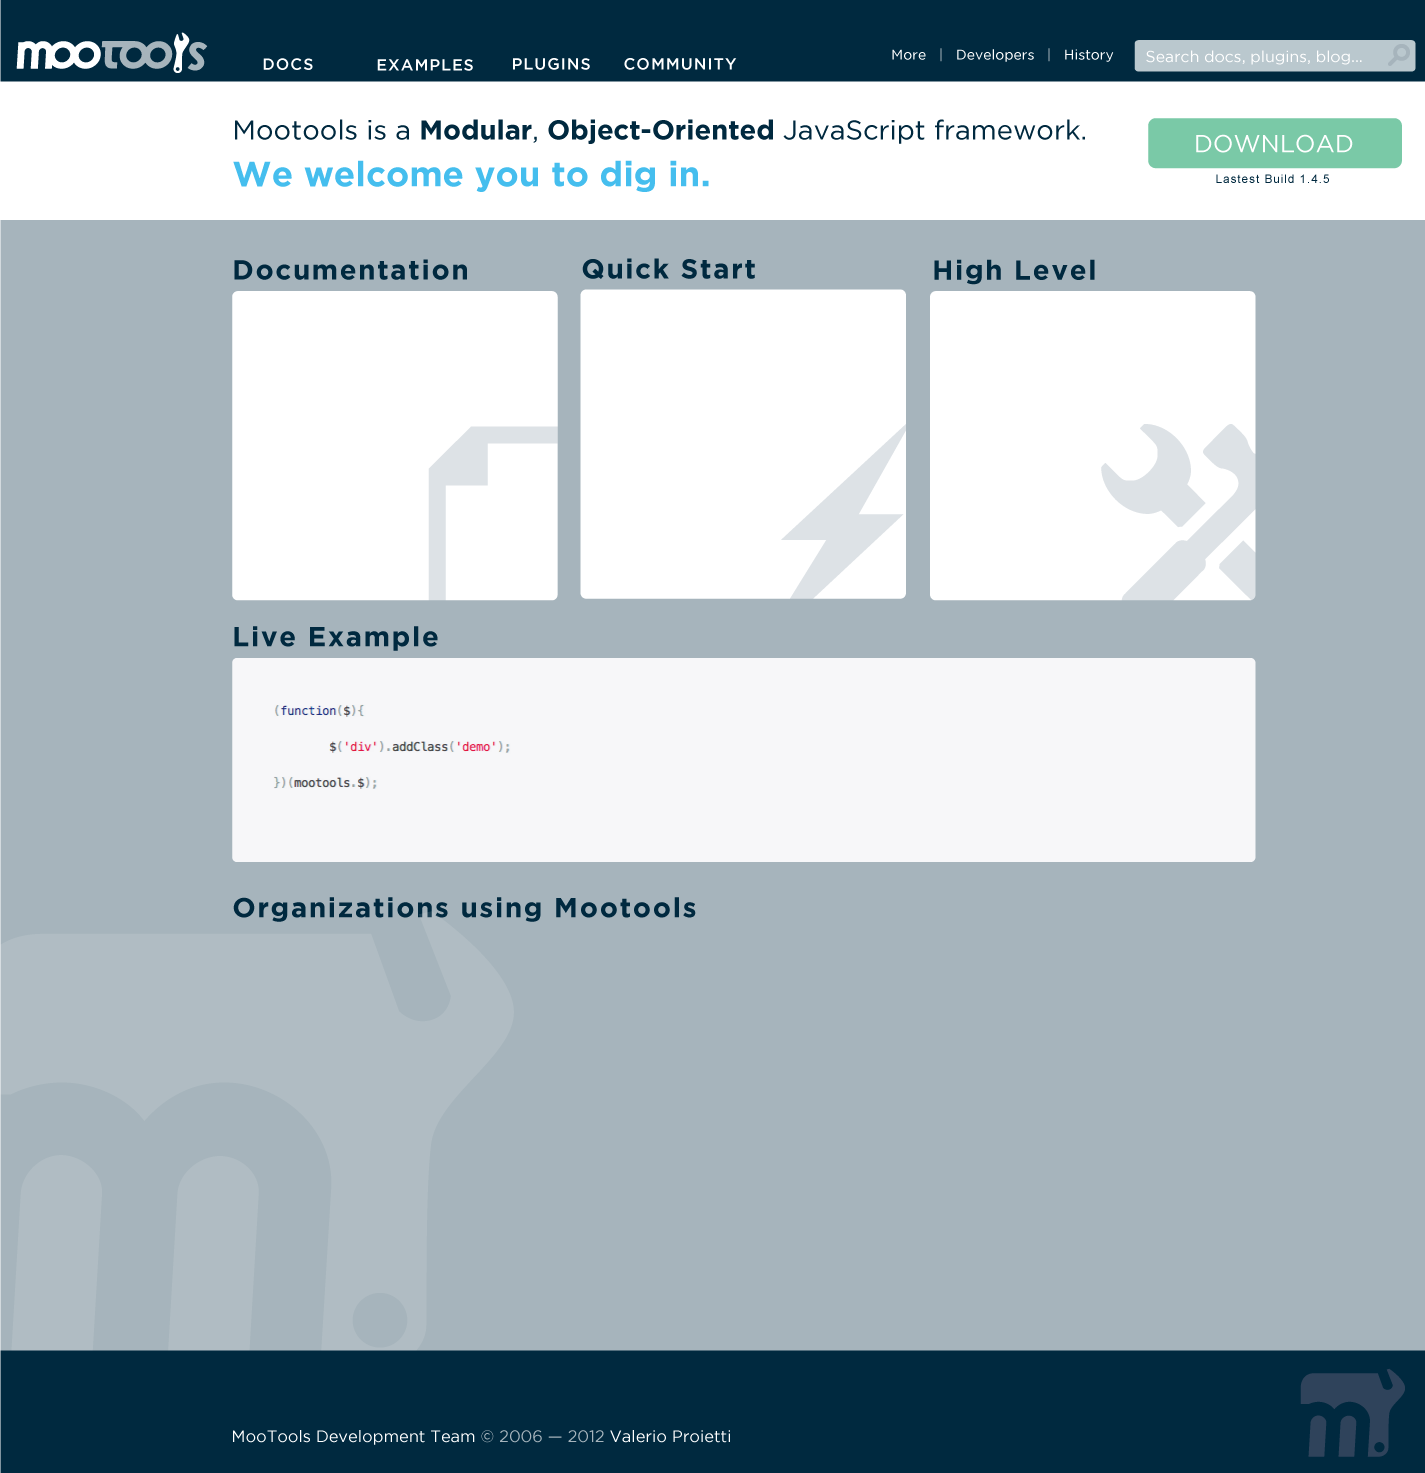 mootools
DOCS EXAMPLES PLUGINS COMMUNITY
More | Developers | History
Search docs, plugins, blog...
Mootools is a Modular, Object-Oriented JavaScript framework.
We welcome you to dig in.
DOWNLOAD
Lastest Build 1.4.5
Documentation
Quick Start
High Level
Live Example
(function($){
$('div').addClass('demo');
})(mootools.$);
Organizations using Mootools
m
MooTools Development Team © 2006 — 2012 Valerio Proietti
m